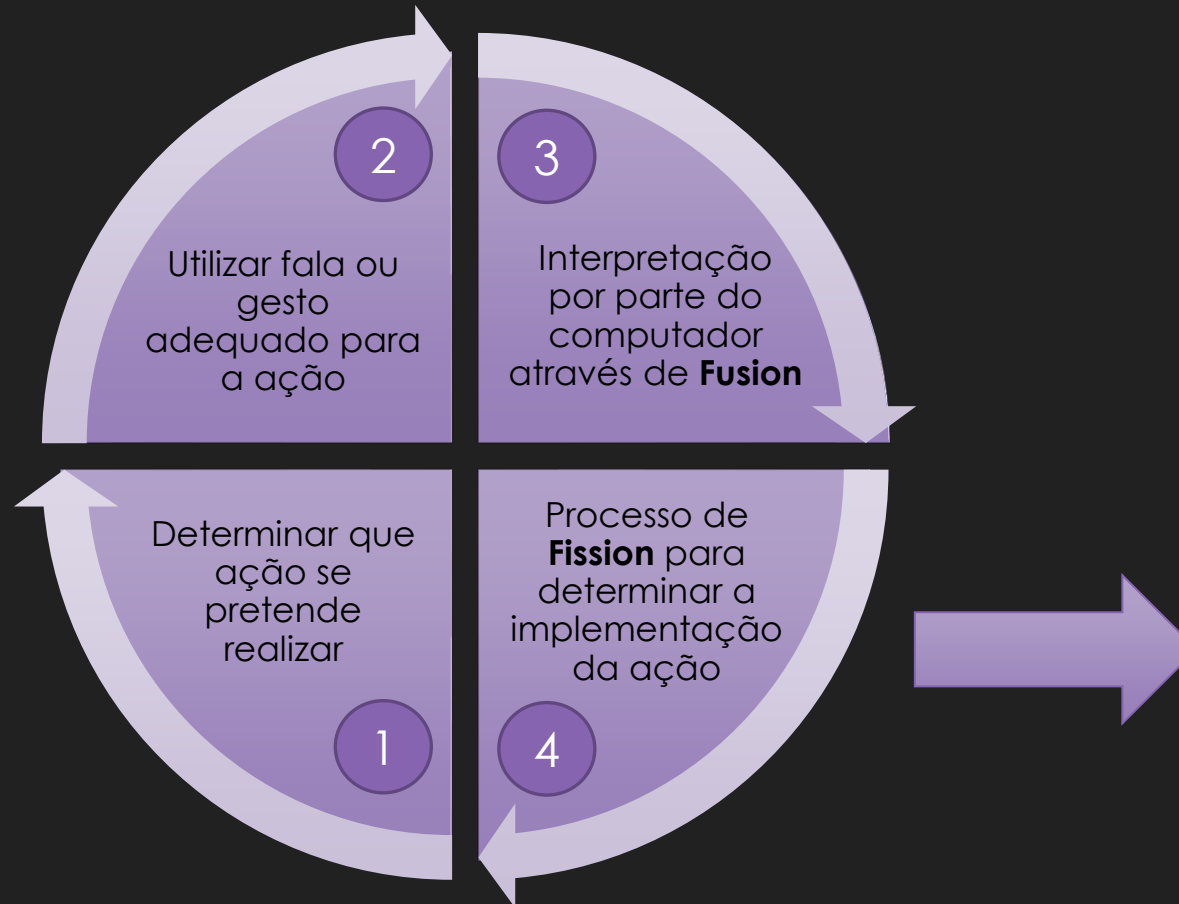 2
Utilizar fala ou
gesto
adequado para
a ação
3
Interpretação
por parte do
computador
através de Fusion
Determinar que
ação se
pretende
realizar
1
Processo de
Fission para
determinar a
implementação
da ação
4